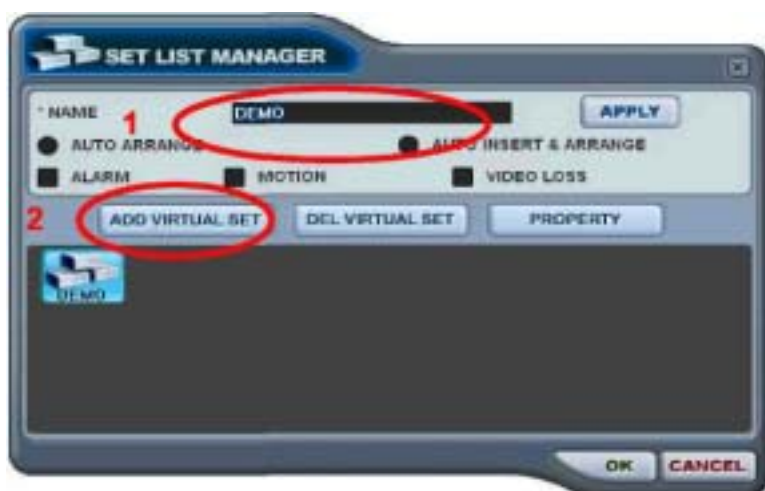 SET LIST MANAGER
* NAME 1 DEMO APPLY
AUTO ARRANGE AUTO INSERT & ARRANGE
ALARM MOTION VIDEO LOSS
2 ADD VIRTUAL SET DEL VIRTUAL SET PROPERTY
DEMO
OK CANCEL